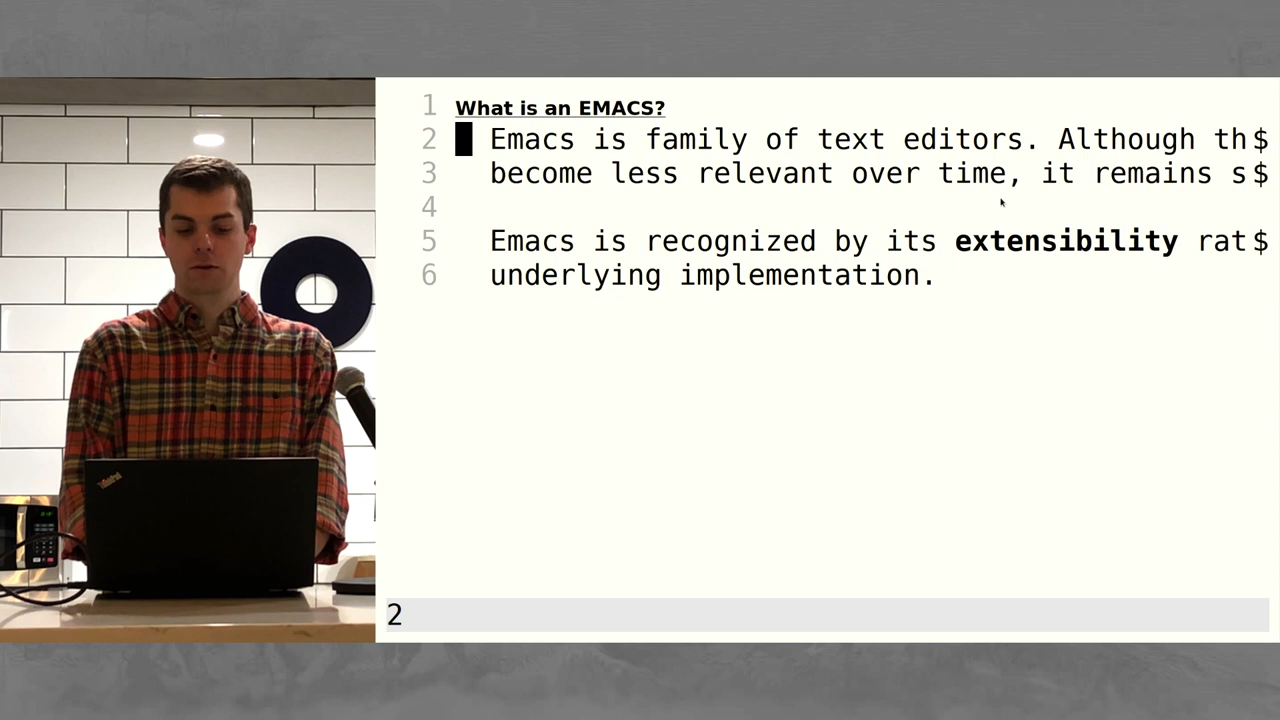 1 What is an EMACS?
2 Emacs is family of text editors. Although th$
3 become less relevant over time, it remains s$
4
5 Emacs is recognized by its extensibility rat$
6 underlying implementation.
2
ThinkPad